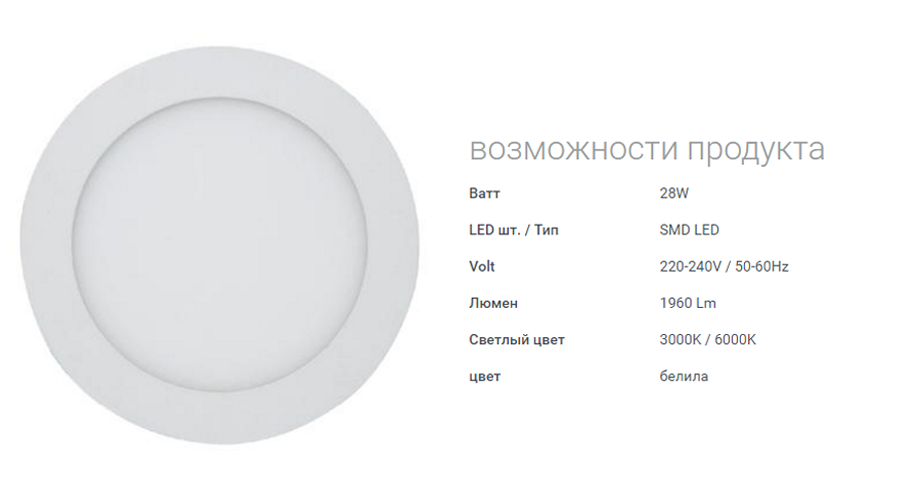 возможности продукта
Ватт 28W
LED шт. / Тип SMD LED
Volt 220-240V / 50-60Hz
Люмен 1960 Lm
Светлый цвет 3000K / 6000K
цвет белила